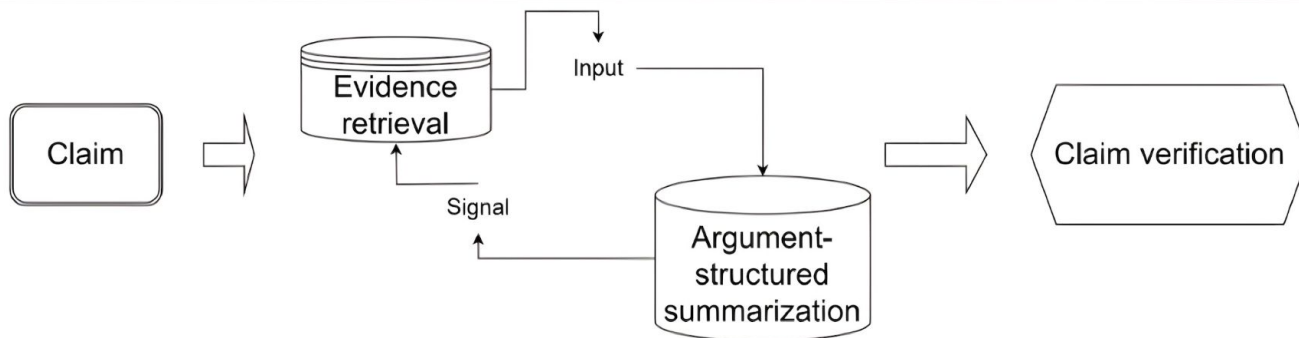 Claim
Evidence
retrieval
Input
Signal
Argument-
structured
summarization
Claim verification